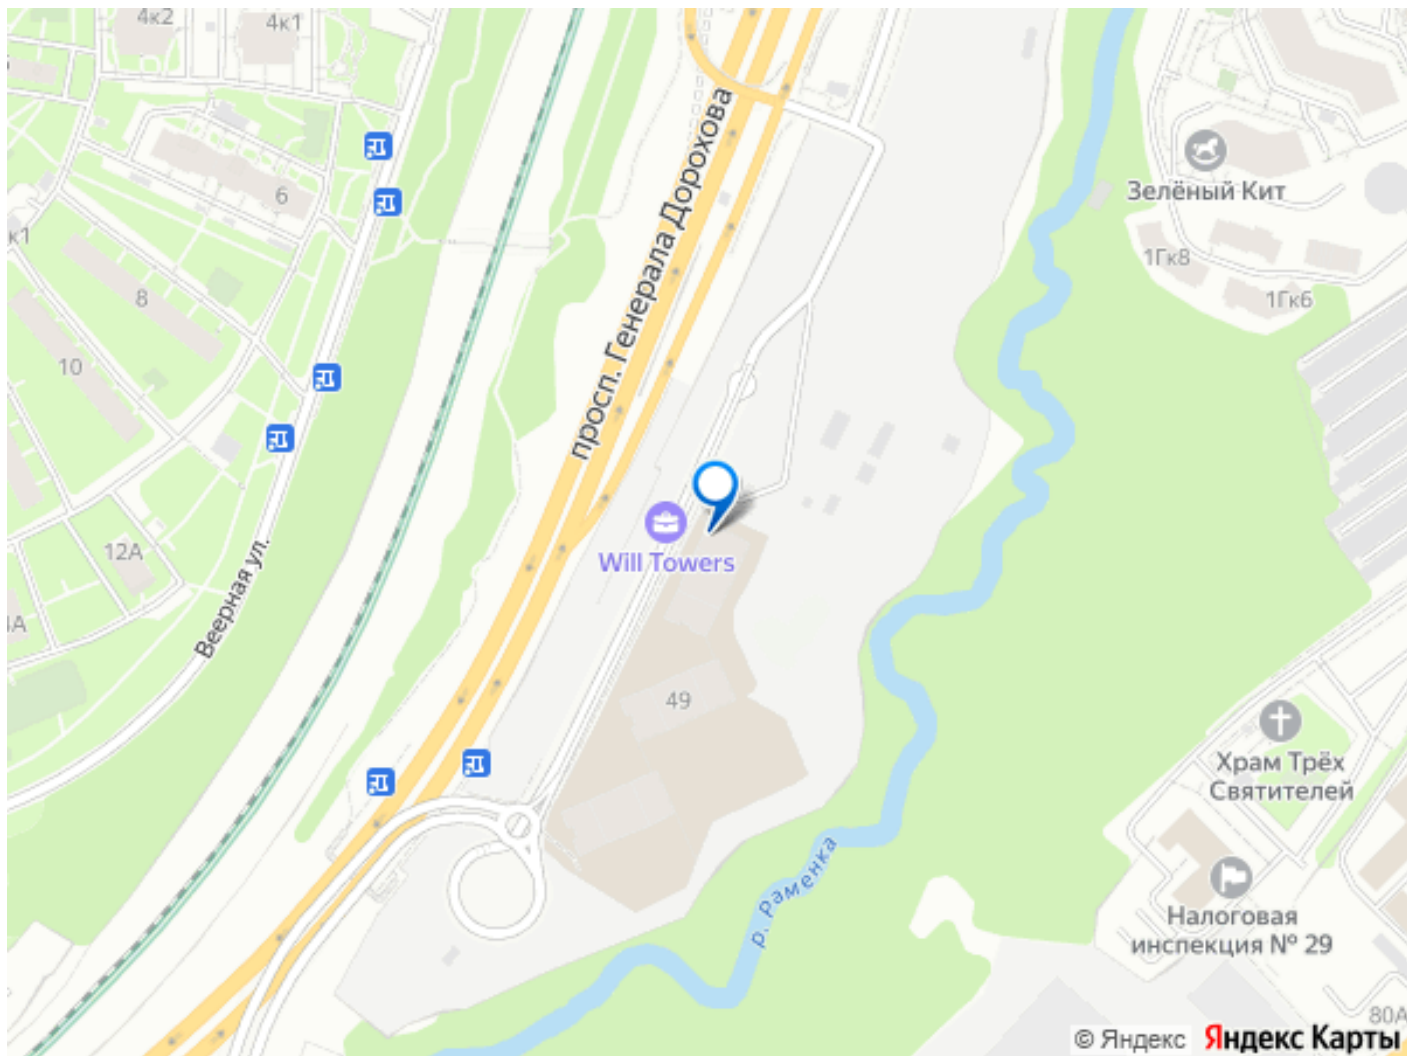 4к2
4к1
просп. Генерала Дорохова
Зелёный Кит
6
к1
1Гк8
8
1Гк6
10
Will Towers
12А
Веерная ул.
49
Храм Трёх
Святителей
р. Раменка
Налоговая
инспекция № 29
80А
© Яндекс
Яндекс Карты